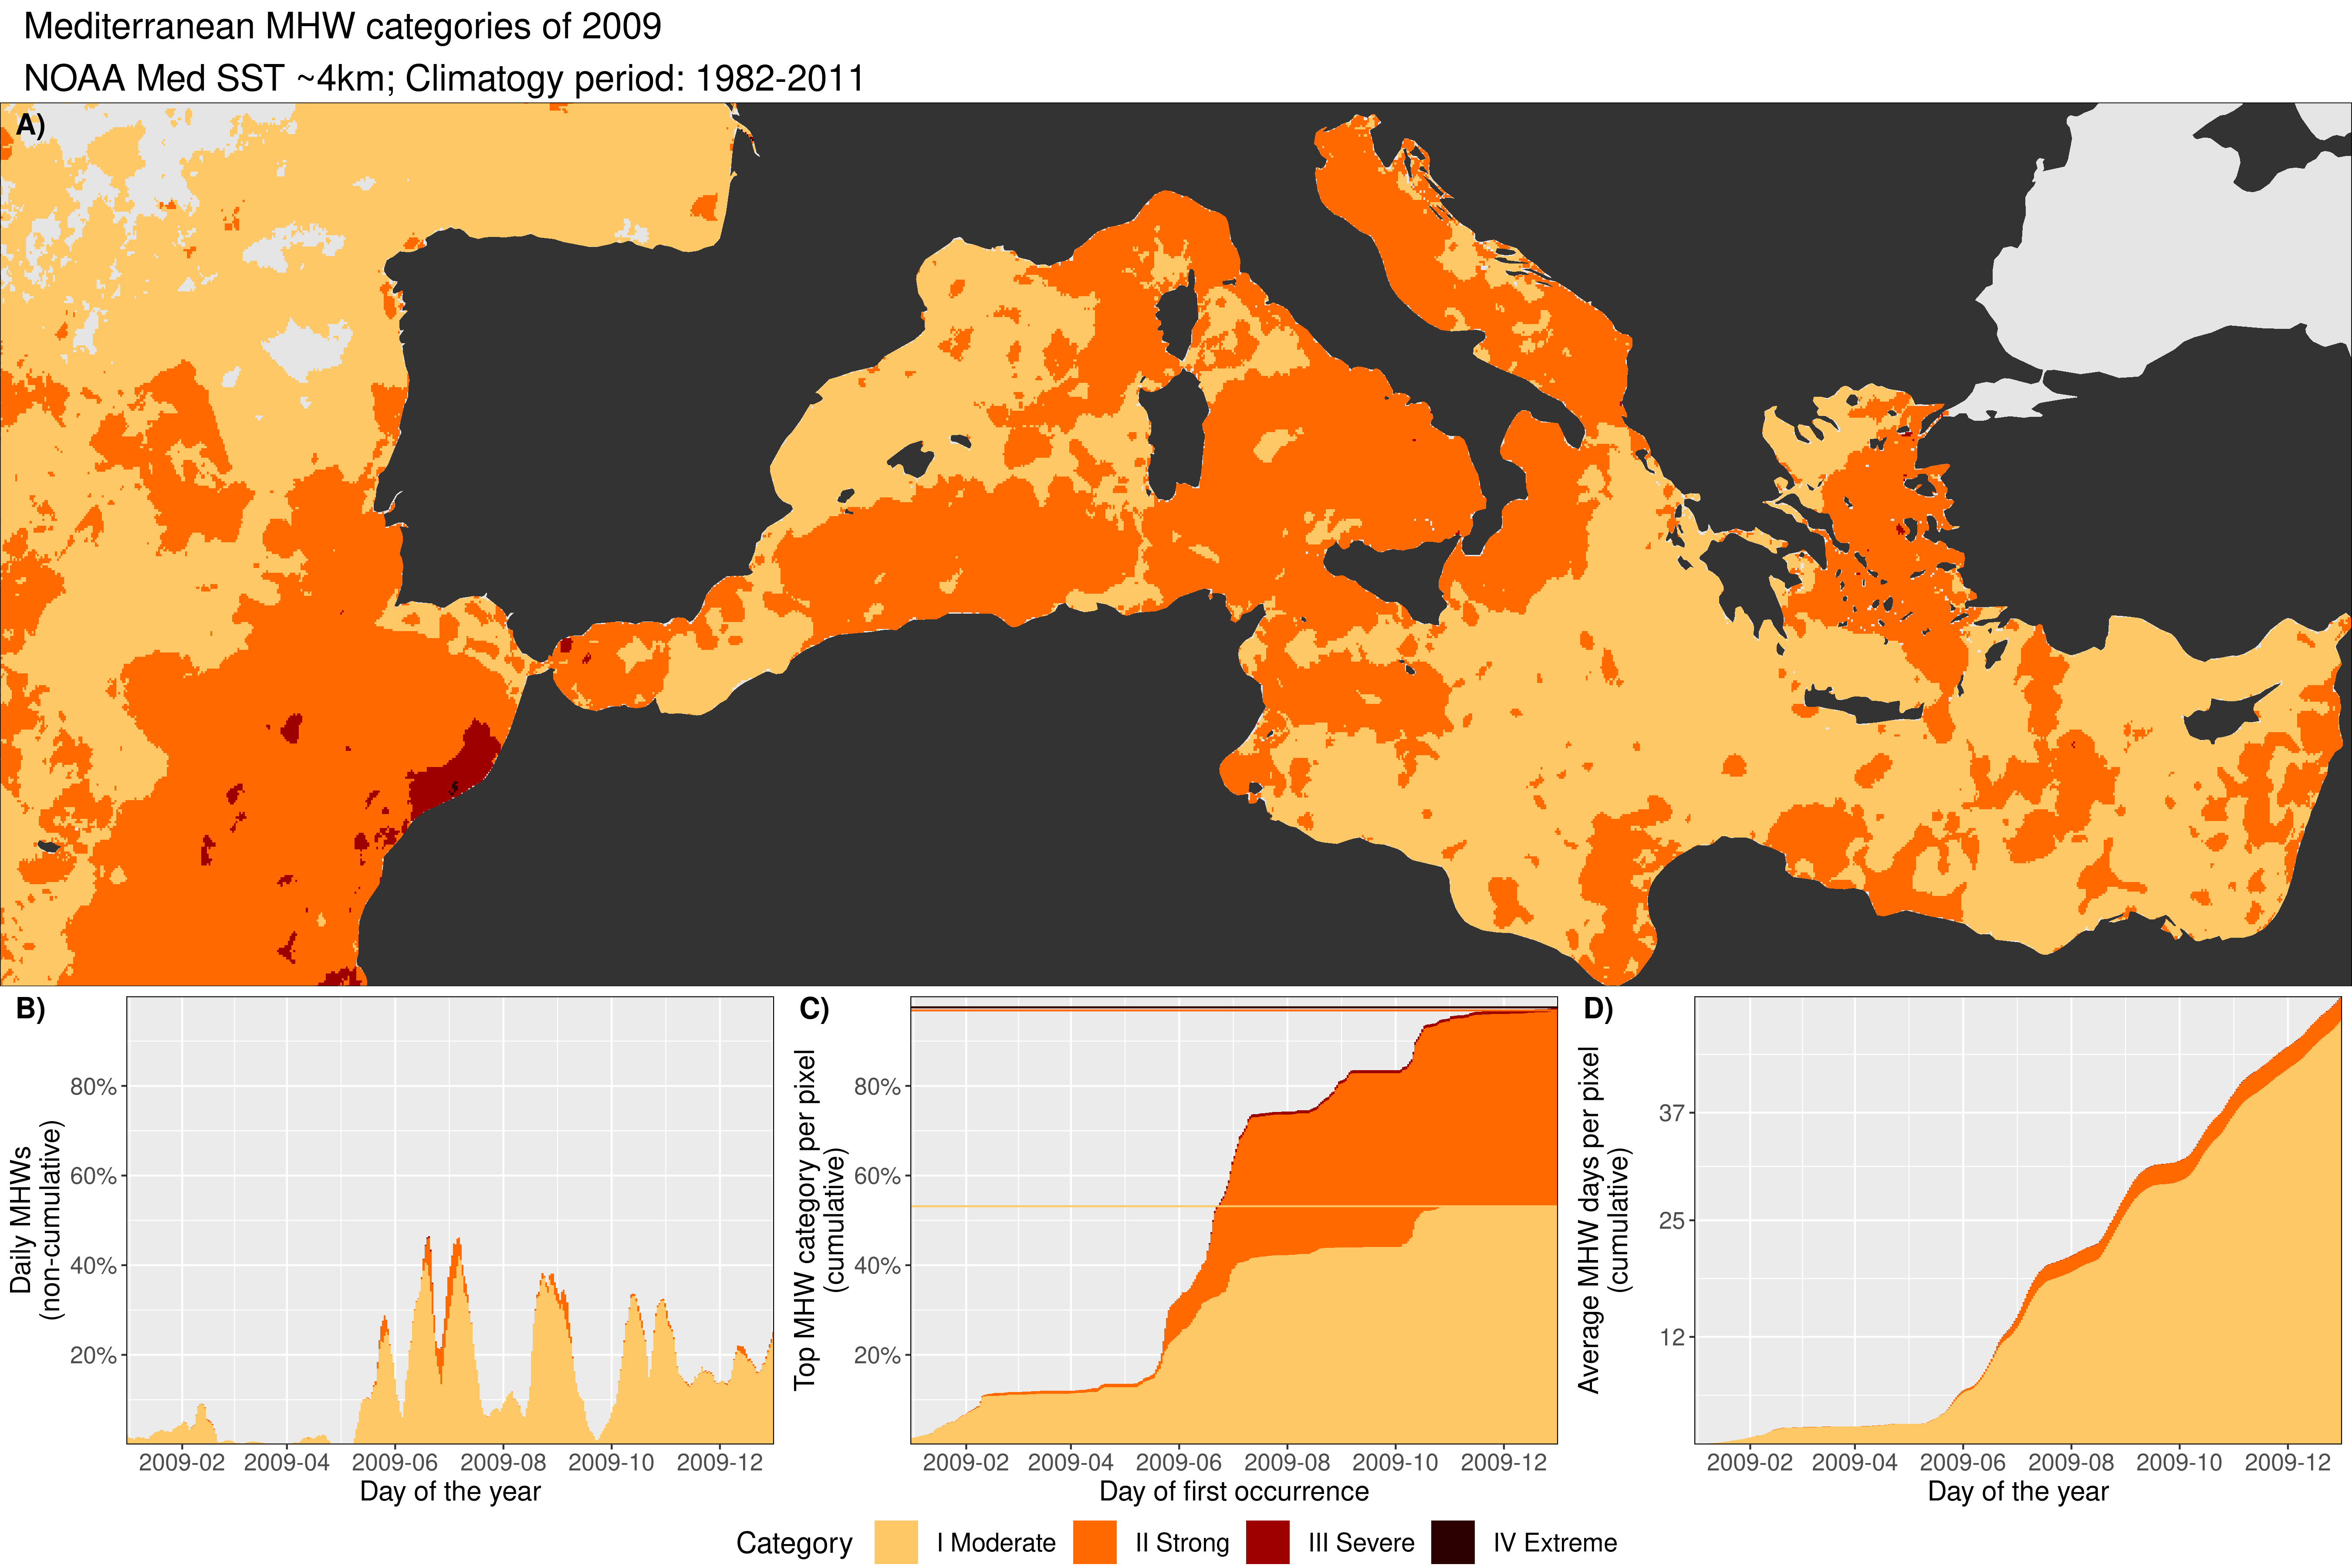 Mediterranean MHW categories of 2009
NOAA Med SST ~4km; Climatogy period: 1982-2011
A)
B)
Daily MHWs
(non-cumulative)
80%
60%
40%
20%
2009-02 2009-04 2009-06 2009-08 2009-10 2009-12
Day of the year
C)
Top MHW category per pixel
(cumulative)
80%
60%
40%
20%
2009-02 2009-04 2009-06 2009-08 2009-10 2009-12
Day of first occurrence
D)
Average MHW days per pixel
(cumulative)
37
25
12
2009-02 2009-04 2009-06 2009-08 2009-10 2009-12
Day of the year
Category I Moderate II Strong III Severe IV Extreme